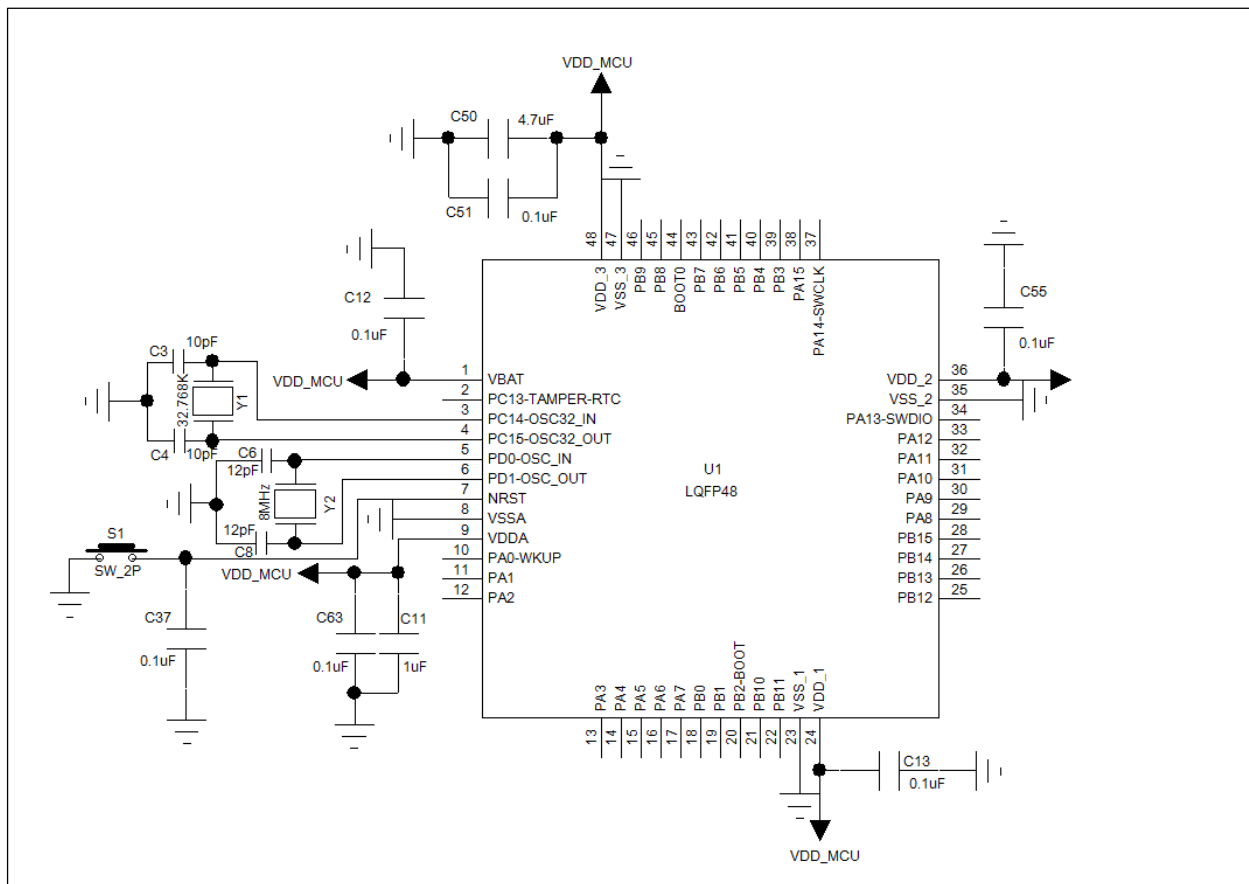 VDD_MCU
C50
4.7uF
C51
0.1uF
48
47
46
45
44
43
42
41
40
39
38
37
VDD_3
VSS_3
PB9
PB8
BOOT0
PB7
PB6
PB5
PB4
PB3
PA15
PA14-SWCLK
C12
0.1uF
C55
0.1uF
VDD_MCU
C3
10pF
32.768K
Y1
C4
10pF
C6
12pF
8MHz
Y2
12pF
C8
S1
SW_2P
VDD_MCU
C37
0.1uF
C63
0.1uF
C11
1uF
1 VBAT
2 PC13-TAMPER-RTC
3 PC14-OSC32_IN
4 PC15-OSC32_OUT
5 PD0-OSC_IN
6 PD1-OSC_OUT
7 NRST
8 VSSA
9 VDDA
10 PA0-WKUP
11 PA1
12 PA2
U1
LQFP48
VDD_2 36
VSS_2 35
PA13-SWDIO 34
PA12 33
PA11 32
PA10 31
PA9 30
PA8 29
PB15 28
PB14 27
PB13 26
PB12 25
PA3
PA4
PA5
PA6
PA7
PB0
PB1
PB2-BOOT
PB10
PB11
VSS_1
VDD_1
13
14
15
16
17
18
19
20
21
22
23
24
C13
0.1uF
VDD_MCU